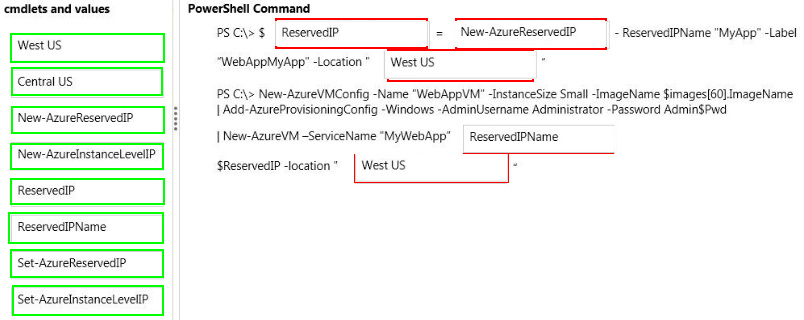 cmdlets and values
West US
Central US
New-AzureReservedIP
New-AzureInstanceLevelIP
ReservedIP
ReservedIPName
Set-AzureReservedIP
Set-AzureInstanceLevelIP
PowerShell Command
PS C:\> $ ReservedIP = New-AzureReservedIP - ReservedIPName "MyApp" -Label
"WebAppMyApp" -Location " West US "
PS C:\> New-AzureVMConfig -Name "WebAppVM" -InstanceSize Small -ImageName $images[60].ImageName
| Add-AzureProvisioningConfig -Windows -AdminUsername Administrator -Password Admin$Pwd
| New-AzureVM –ServiceName "MyWebApp" ReservedIPName
$ReservedIP -location " West US "